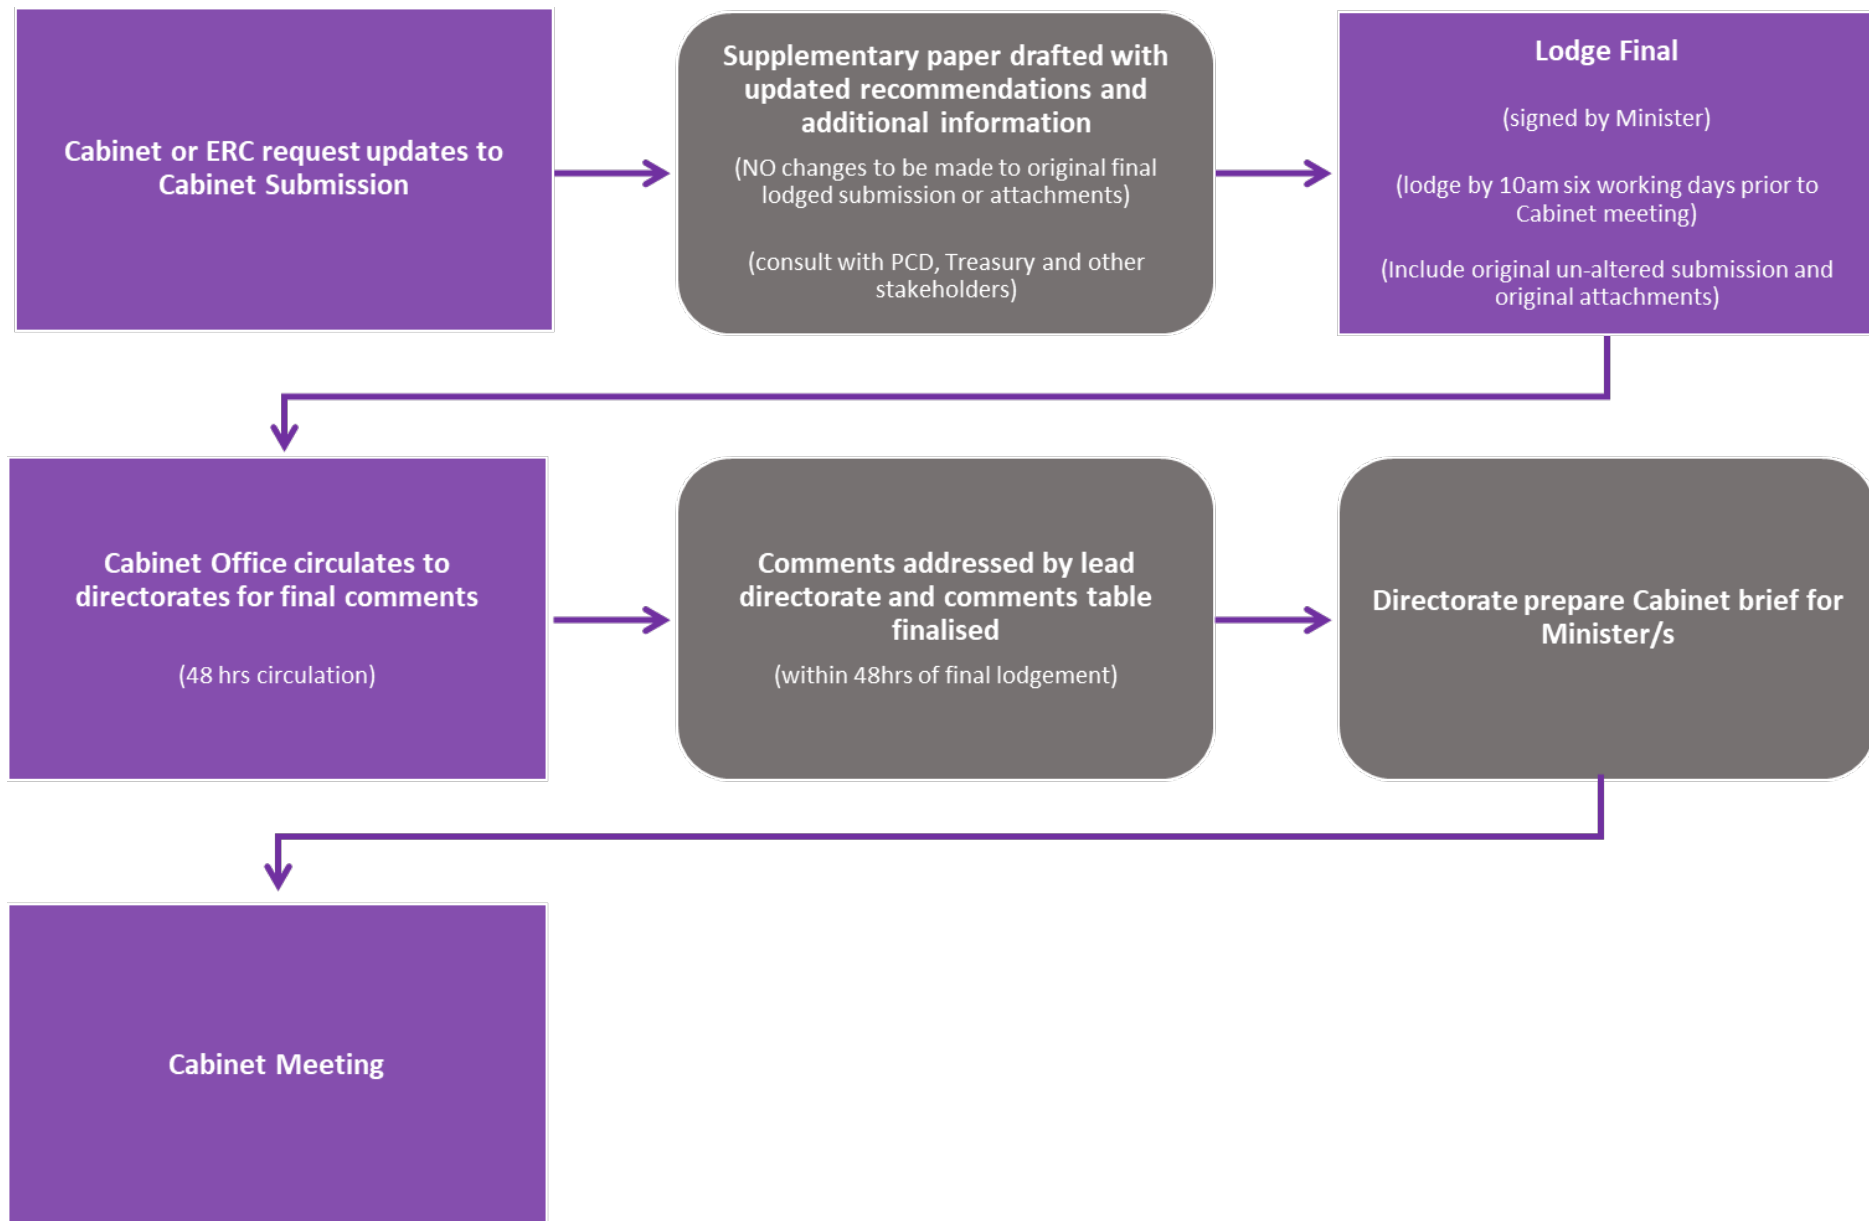 Cabinet or ERC request updates to
Cabinet Submission
Supplementary paper drafted with
updated recommendations and
additional information
(NO changes to be made to original final
lodged submission or attachments)
(consult with PCD, Treasury and other
stakeholders)
Lodge Final
(signed by Minister)
(lodge by 10am six working days prior to
Cabinet meeting)
(Include original un-altered submission and
original attachments)
Cabinet Office circulates to
directorates for final comments
(48 hrs circulation)
Comments addressed by lead
directorate and comments table
finalised
(within 48hrs of final lodgement)
Directorate prepare Cabinet brief for
Minister/s
Cabinet Meeting